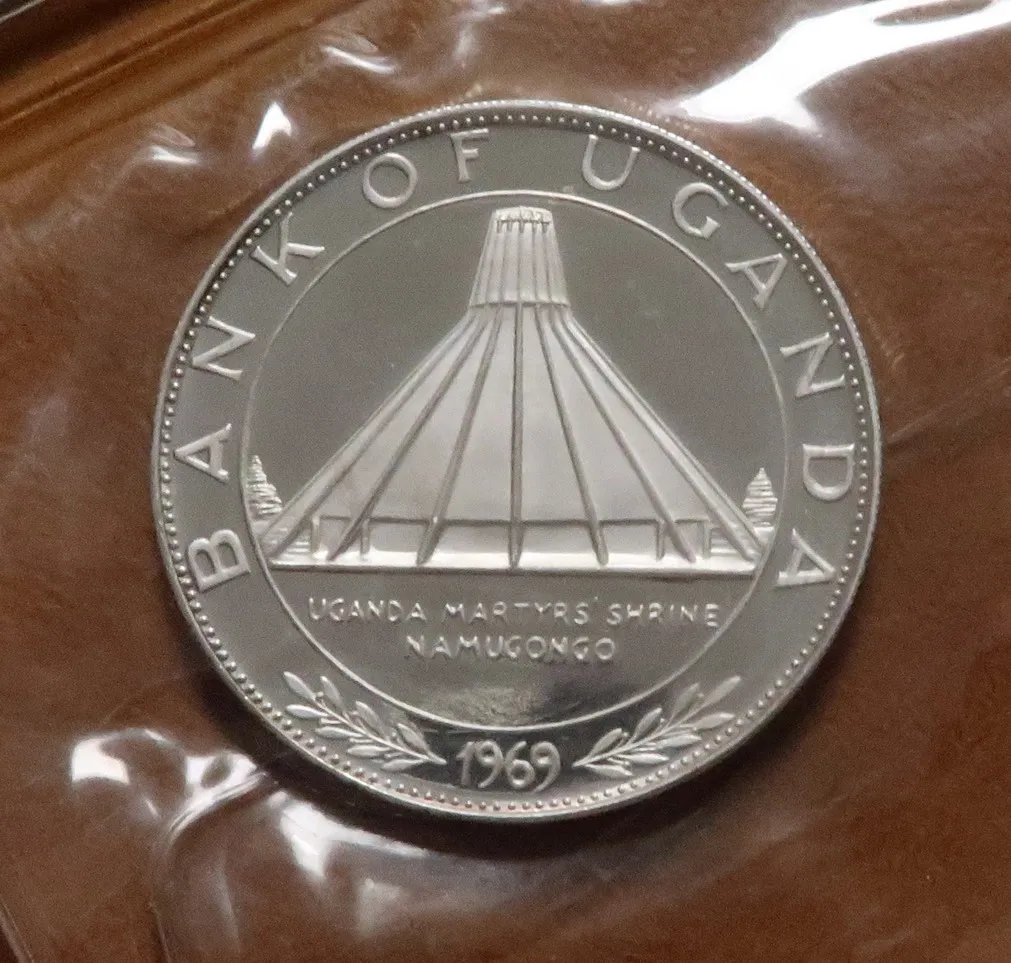 BANK OF UGANDA
UGANDA MARTYRS' SHRINE
NAMUGONGO
1969